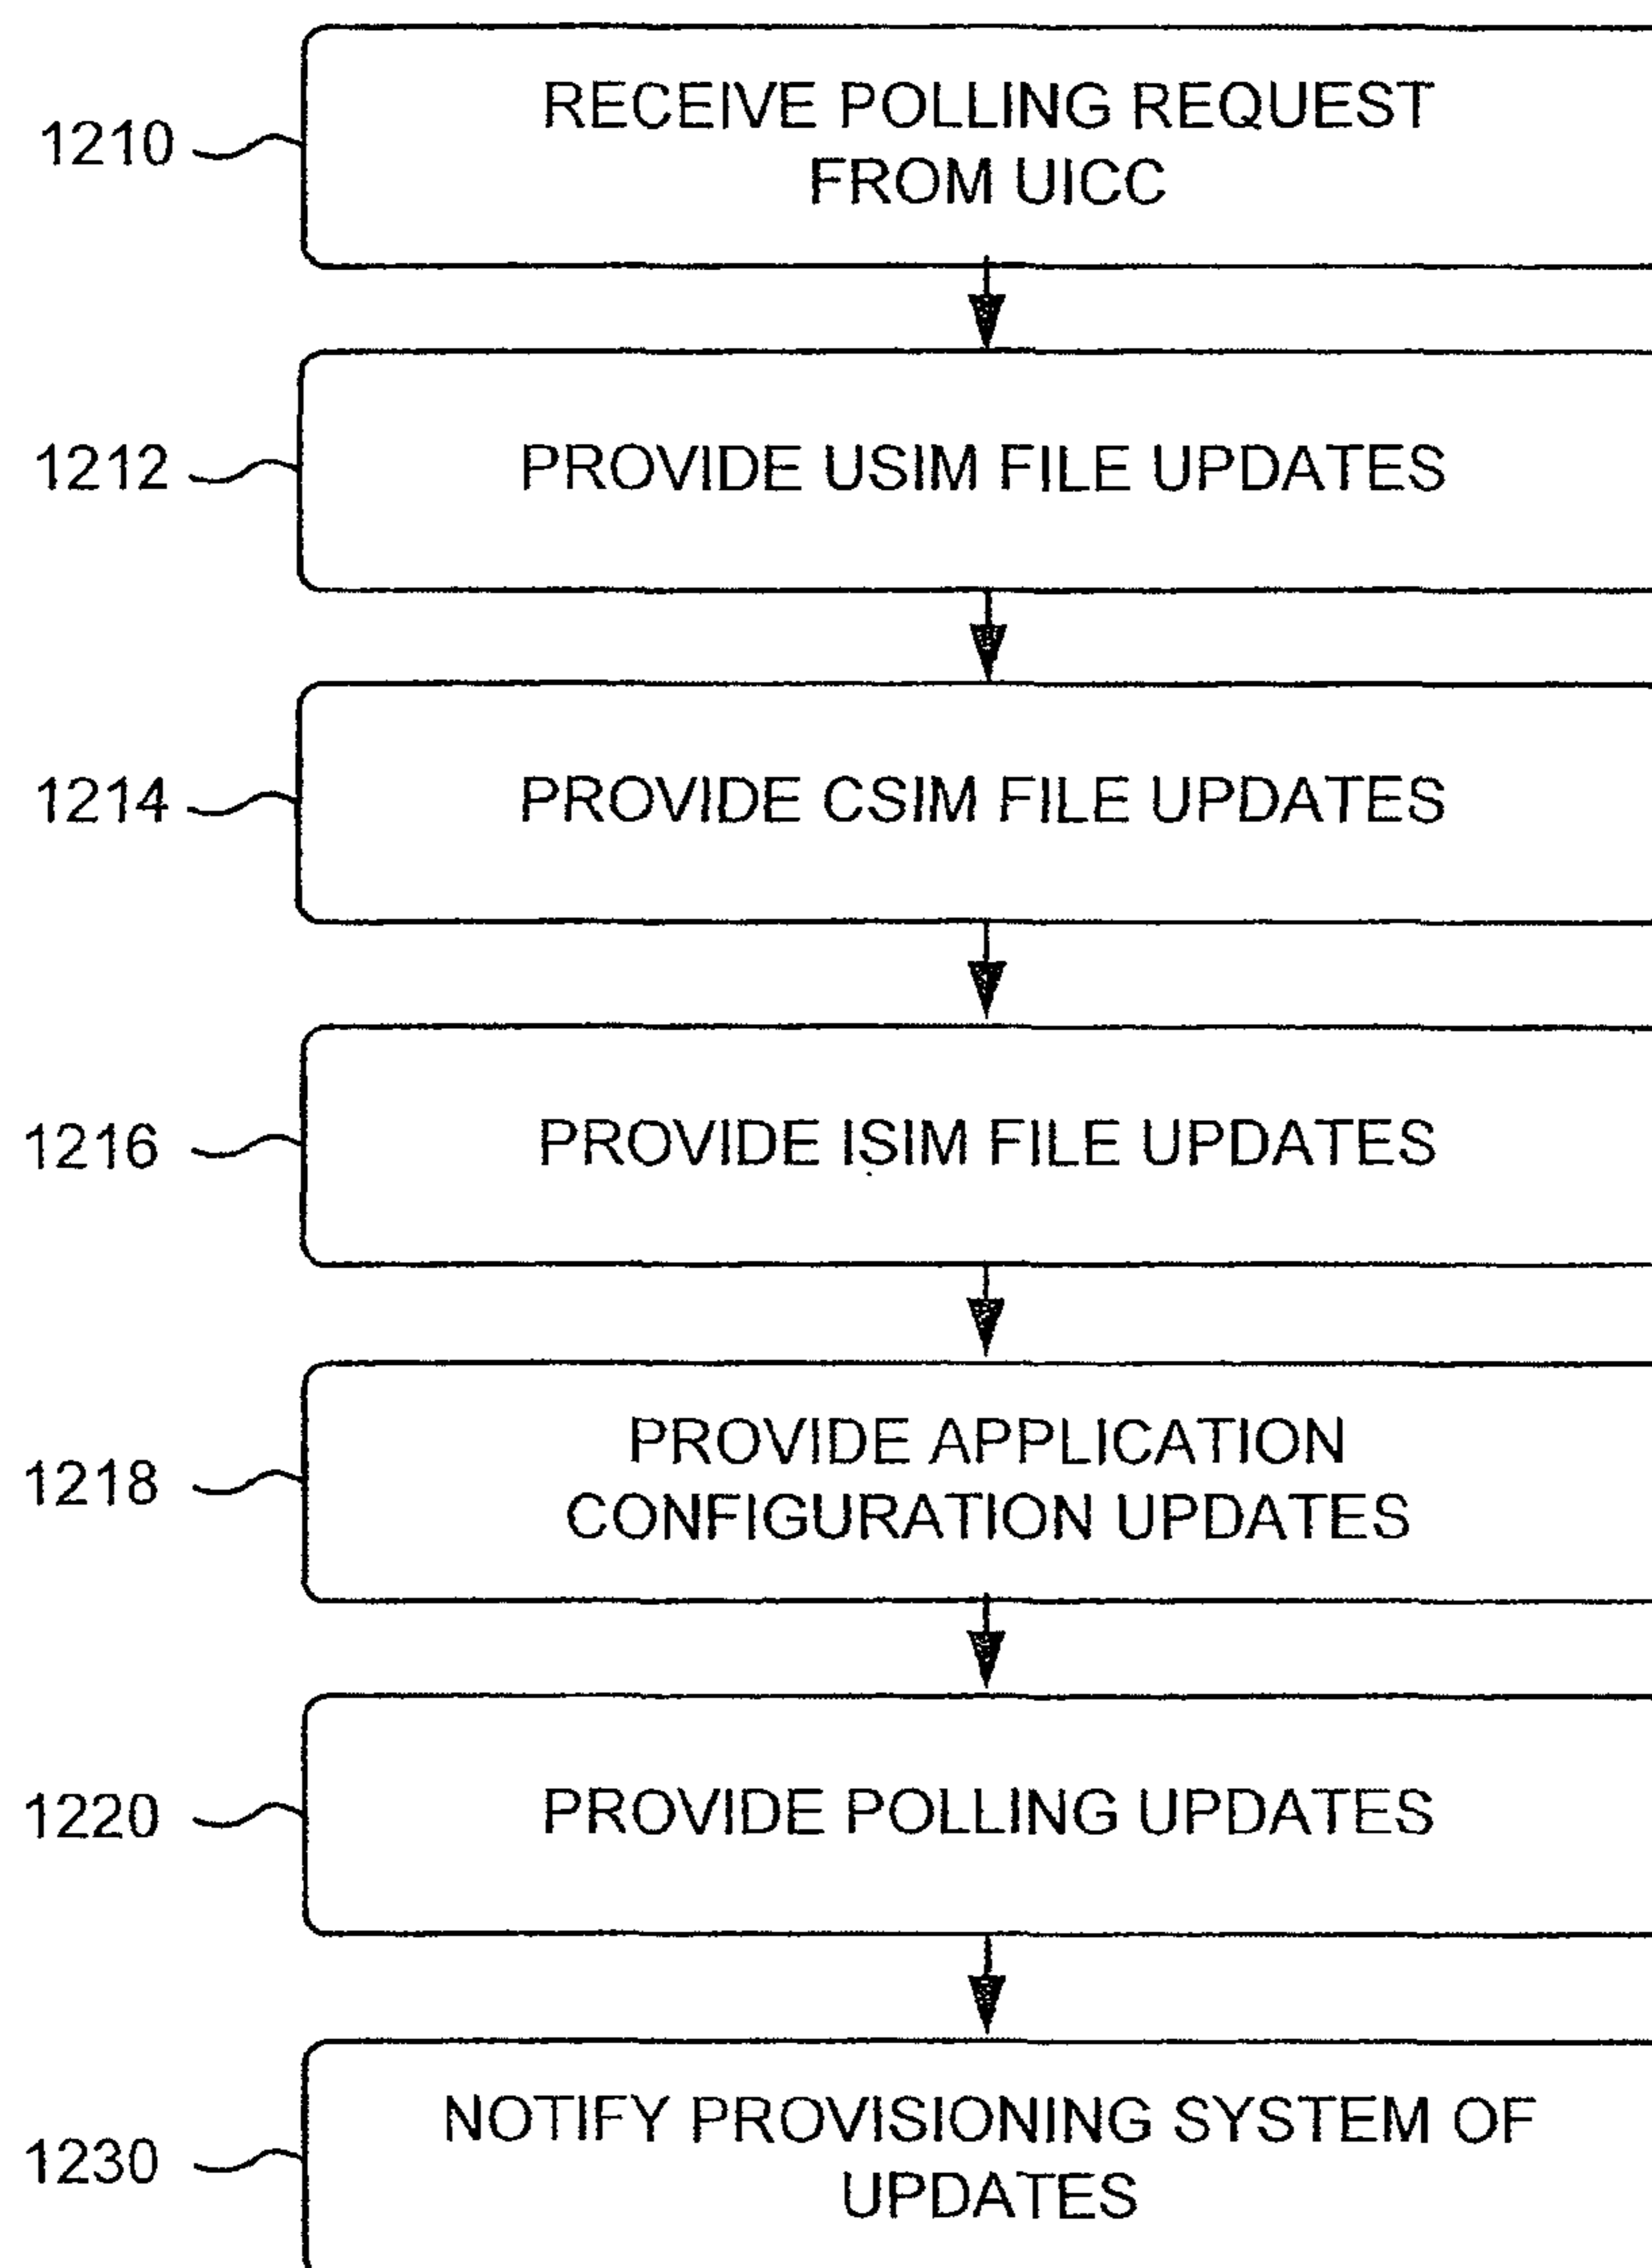 RECEIVE POLLING REQUEST
FROM UICC
1210
PROVIDE USIM FILE UPDATES
1212
PROVIDE CSIM FILE UPDATES
1214
PROVIDE ISIM FILE UPDATES
1216
PROVIDE APPLICATION
CONFIGURATION UPDATES
1218
PROVIDE POLLING UPDATES
1220
NOTIFY PROVISIONING SYSTEM OF
UPDATES
1230